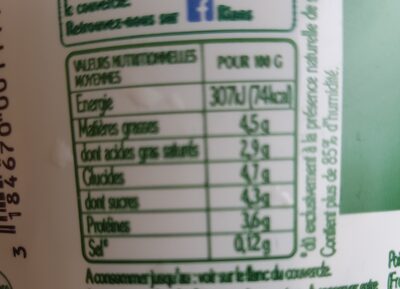 le couvercle.
Retrouvez-nous sur f Rians
VALEURS NUTRITIONNELLES MOYENNES POUR 100 G
Energie 307kJ (74kcal)
Matières grasses 4,5g
dont acides gras saturés 2,9g
Glucides 4,7g
dont sucres 4,3g
Protéines 3,6g
Sel* 0,12g
A consommer jusqu'au : voir sur le flanc du couvercle.
*dû exclusivement à la présence naturelle de
Contient plus de 85% d'humidité.
3 184670 001